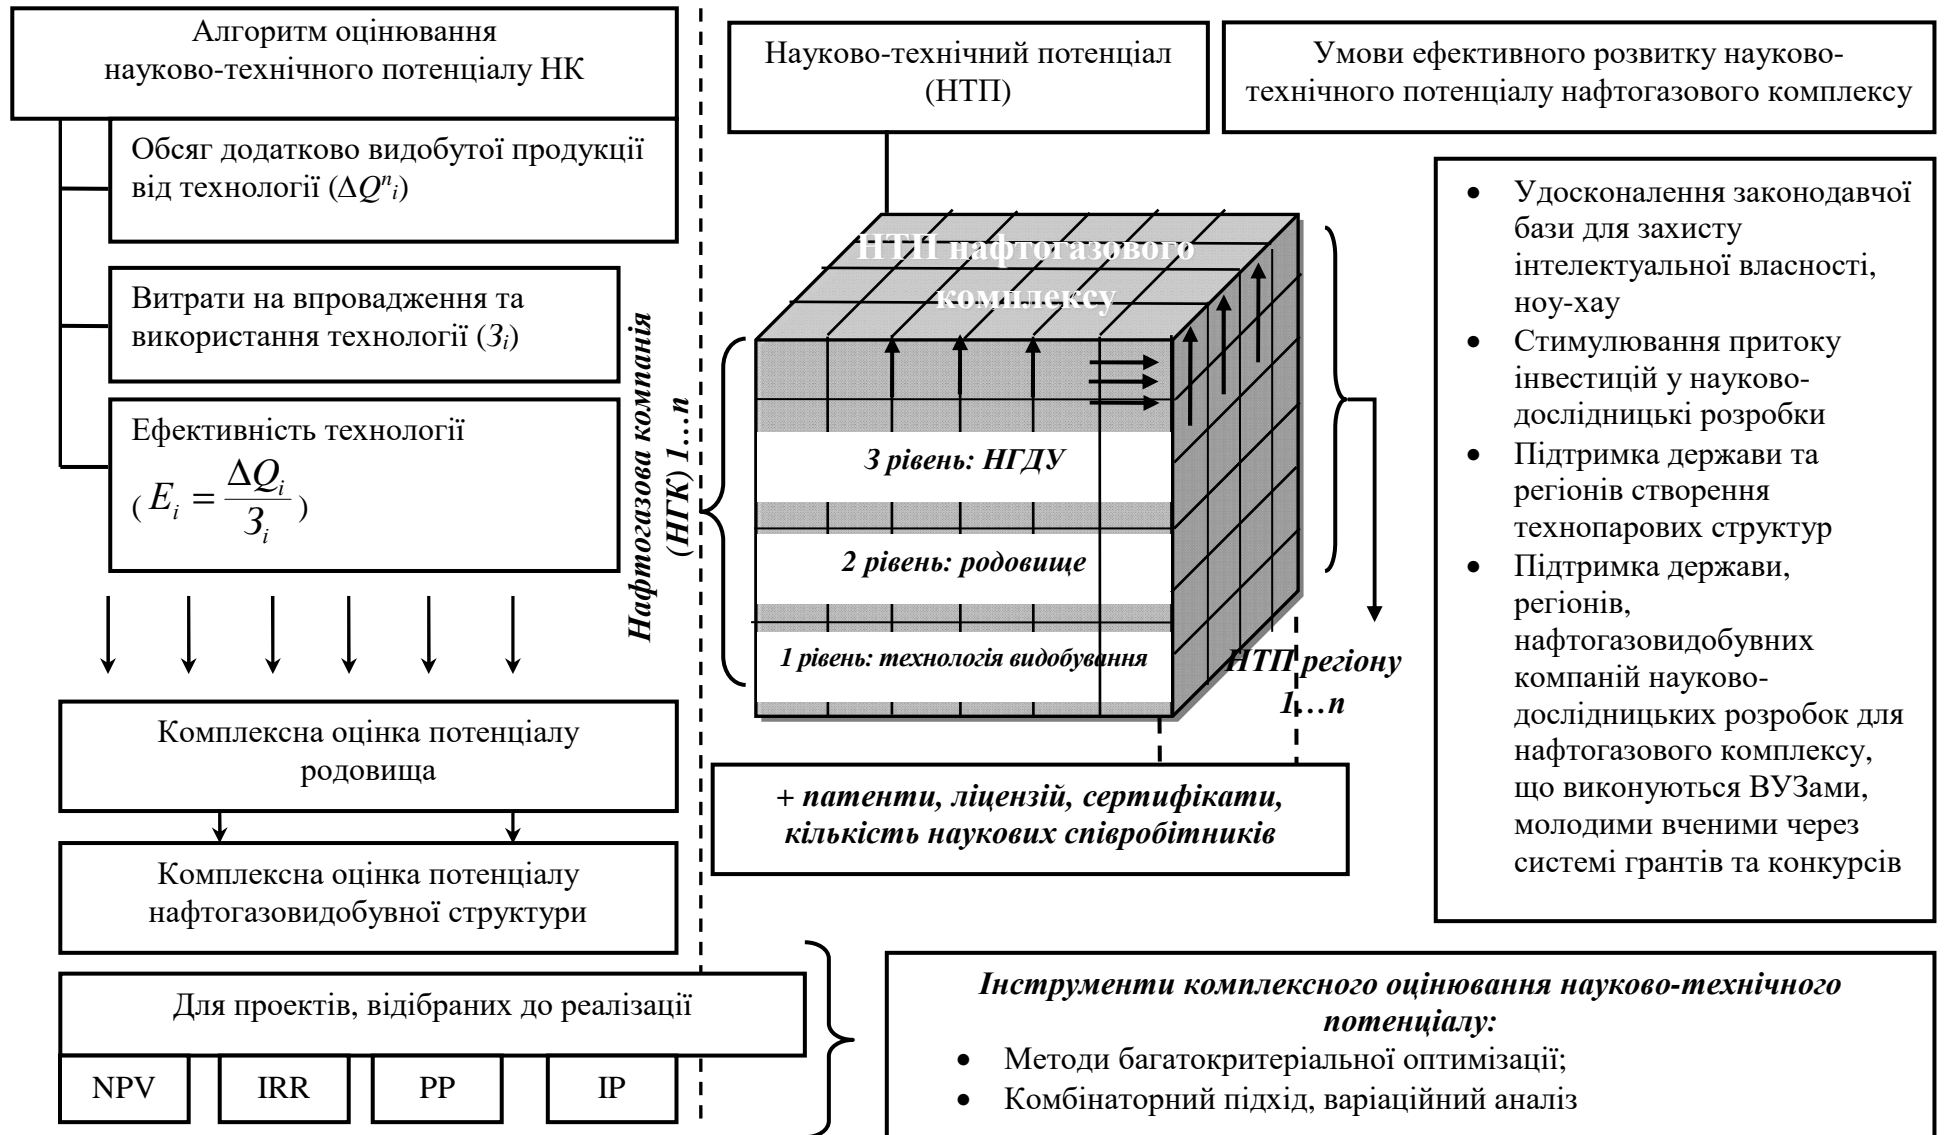 Алгоритм оцінювання
науково-технічного потенціалу НК
Обсяг додатково видобутої продукції
від технології (ΔQⁿᵢ)
Витрати на впровадження та
використання технології (Зᵢ)
Ефективність технології
( Eᵢ = ΔQᵢ / Зᵢ )
Комплексна оцінка потенціалу
родовища
Комплексна оцінка потенціалу
нафтогазовидобувної структури
Для проектів, відібраних до реалізації
NPV
IRR
PP
IP
Науково-технічний потенціал
(НТП)
Нафтогазова компанія
(НГК) 1…n
НТП нафтогазового
комплексу
3 рівень: НГДУ
2 рівень: родовище
1 рівень: технологія видобування
НТП регіону
1…n
+ патенти, ліцензій, сертифікати,
кількість наукових співробітників
Умови ефективного розвитку науково-
технічного потенціалу нафтогазового комплексу
• Удосконалення законодавчої
бази для захисту
інтелектуальної власності,
ноу-хау
• Стимулювання притоку
інвестицій у науково-
дослідницькі розробки
• Підтримка держави та
регіонів створення
технопарових структур
• Підтримка держави,
регіонів,
нафтогазовидобувних
компаній науково-
дослідницьких розробок для
нафтогазового комплексу,
що виконуються ВУЗами,
молодими вченими через
системі грантів та конкурсів
Інструменти комплексного оцінювання науково-технічного
потенціалу:
• Методи багатокритеріальної оптимізації;
• Комбінаторний підхід, варіаційний аналіз